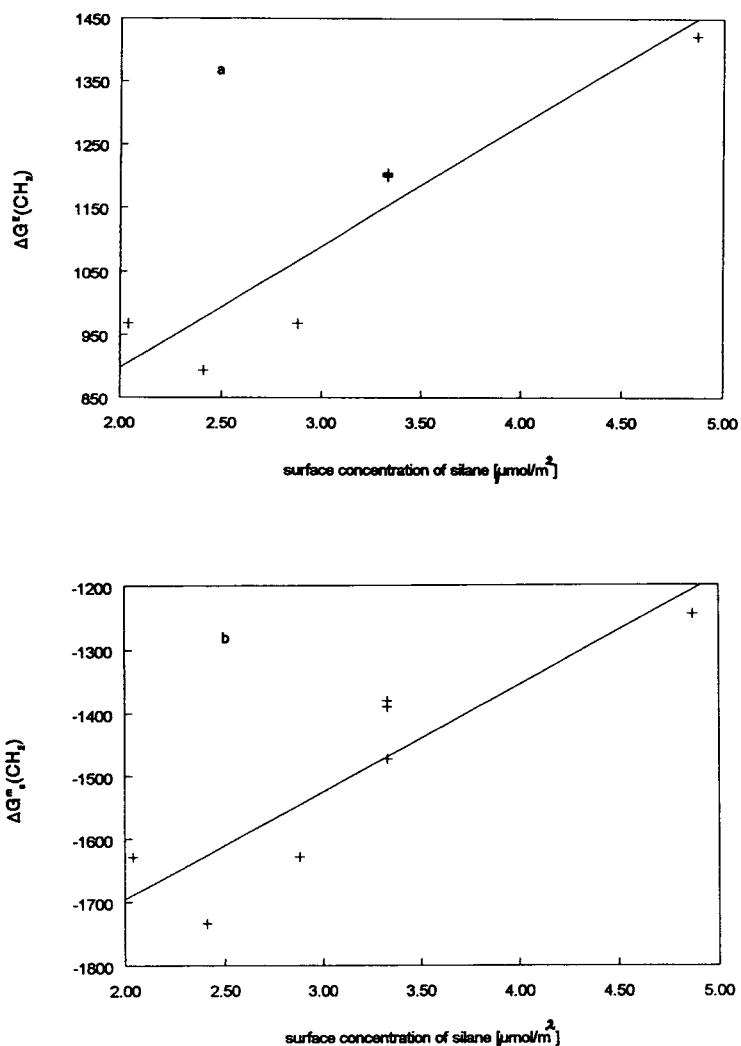 1450
a
1350
1250
1150
1050
950
850
ΔG^E(CH₂)
2.00 2.50 3.00 3.50 4.00 4.50 5.00
surface concentration of silane [μmol/m²]
-1200
b
-1300
-1400
-1500
-1600
-1700
-1800
(CH₂)
2.00 2.50 3.00 3.50 4.00 4.50 5.00
surface concentration of silane [μmol/m²]